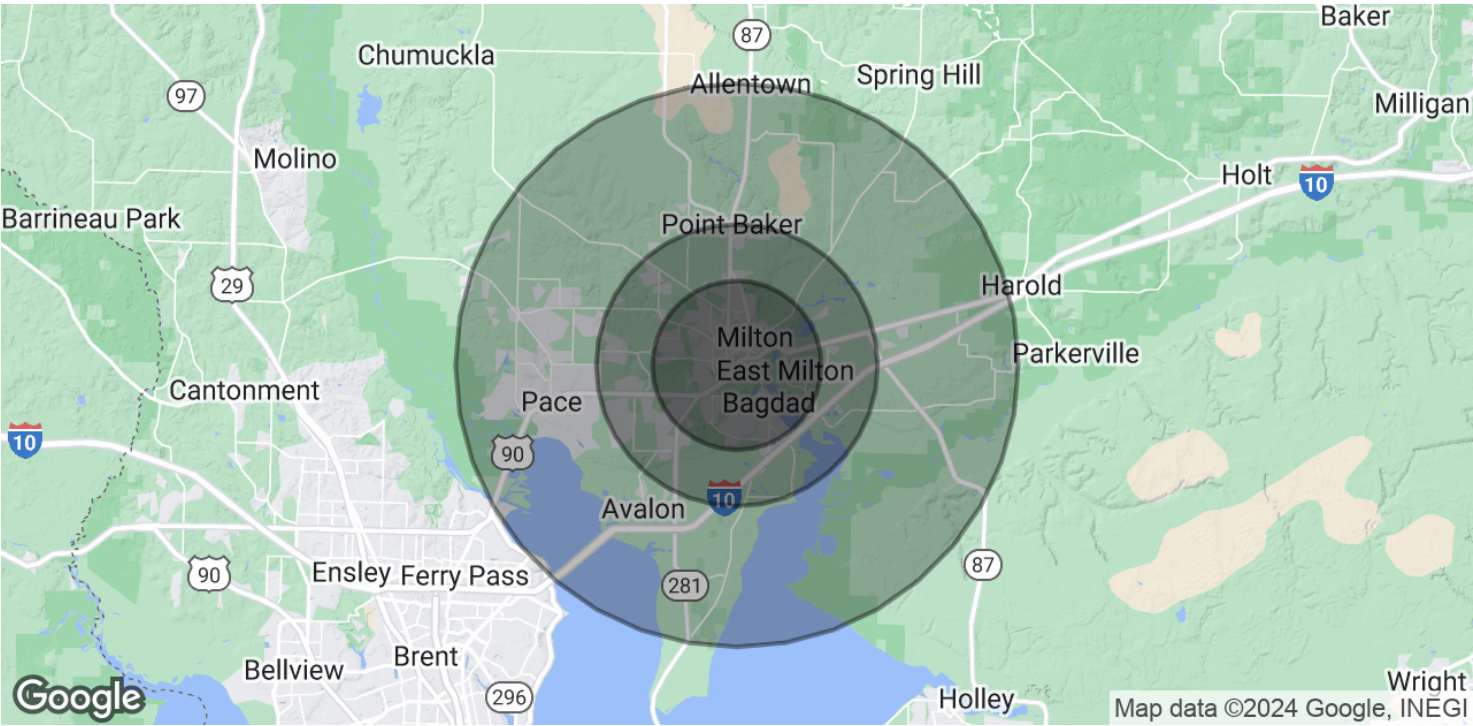 Baker
87
Chumuckla
Spring Hill
Allentown
97
Milligan
Molino
Holt
10
Barrineau Park
Point Baker
29
Harold
Milton
Parkerville
East Milton
Cantonment
Pace
Bagdad
10
90
10
Avalon
87
Ensley
Ferry Pass
90
281
Brent
Bellview
Wright
Google
296
Holley
Map data ©2024 Google, INEGI